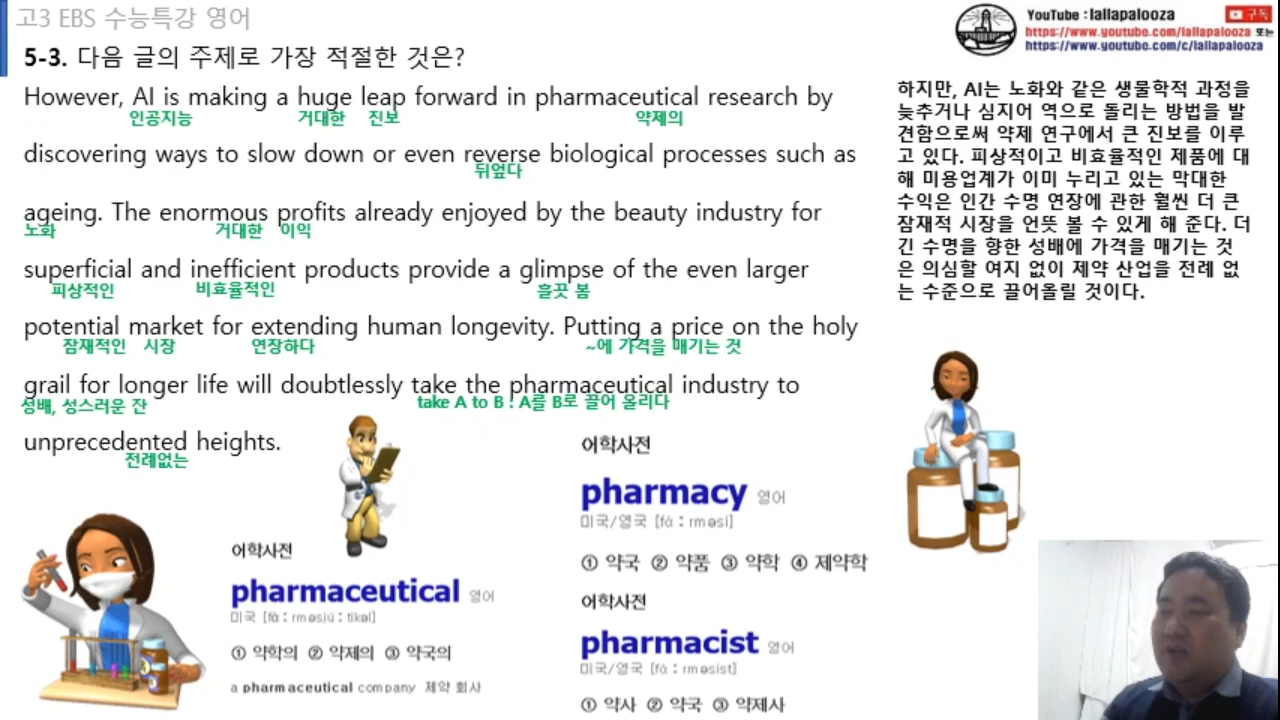 고3 EBS 수능특강 영어
YouTube : lallapalooza
구독
https://www.youtube.com/lallapalooza 또는
https://www.youtube.com/c/lallapalooza
5-3. 다음 글의 주제로 가장 적절한 것은?
However, AI is making a huge leap forward in pharmaceutical research by
인공지능 거대한 진보 약제의
discovering ways to slow down or even reverse biological processes such as
뒤엎다
ageing. The enormous profits already enjoyed by the beauty industry for
노화 거대한 이익
superficial and inefficient products provide a glimpse of the even larger
피상적인 비효율적인 흘끗 봄
potential market for extending human longevity. Putting a price on the holy
잠재적인 시장 연장하다 ~에 가격을 매기는 것
grail for longer life will doubtlessly take the pharmaceutical industry to
성배, 성스러운 잔 take A to B : A를 B로 끌어 올리다
unprecedented heights.
전례없는
하지만, AI는 노화와 같은 생물학적 과정을
늦추거나 심지어 역으로 돌리는 방법을 발
견함으로써 약제 연구에서 큰 진보를 이루
고 있다. 피상적이고 비효율적인 제품에 대
해 미용업계가 이미 누리고 있는 막대한
수익은 인간 수명 연장에 관한 훨씬 더 큰
잠재적 시장을 언뜻 볼 수 있게 해 준다. 더
긴 수명을 향한 성배에 가격을 매기는 것
은 의심할 여지 없이 제약 산업을 전례 없
는 수준으로 끌어올릴 것이다.
어학사전
pharmaceutical 영어
미국 [fὰːrməsjúːtikəl]
① 약학의 ② 약제의 ③ 약국의
a pharmaceutical company 제약 회사
어학사전
pharmacy 영어
미국/영국 [fάːrməsi]
① 약국 ② 약품 ③ 약학 ④ 제약학
어학사전
pharmacist 영어
미국/영국 [fάːrməsist]
① 약사 ② 약국 ③ 약제사